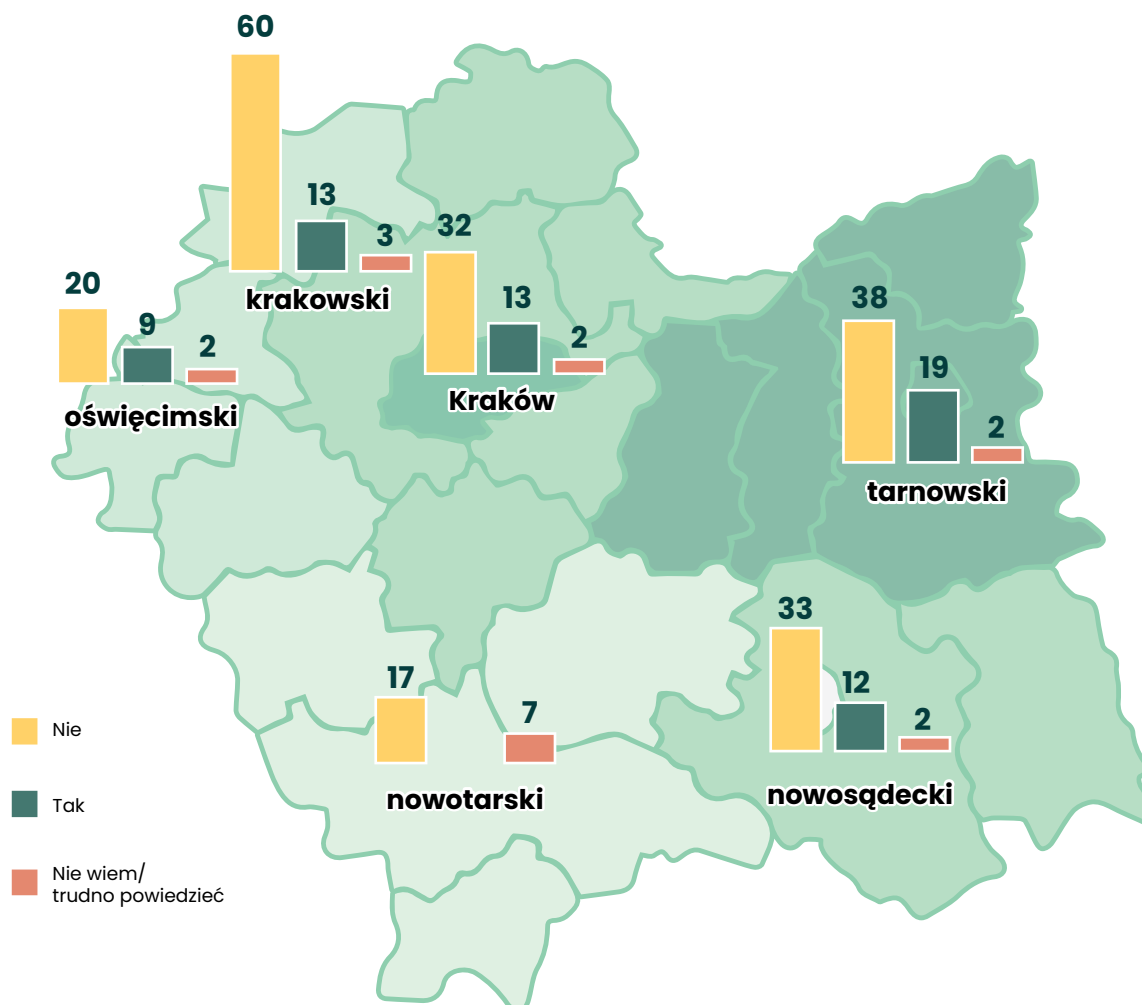 60
13
3
krakowski
32
13
2
Kraków
20
9
2
oświęcimski
38
19
2
tarnowski
33
12
2
nowosądecki
17
7
nowotarski
Nie
Tak
Nie wiem/
trudno powiedzieć